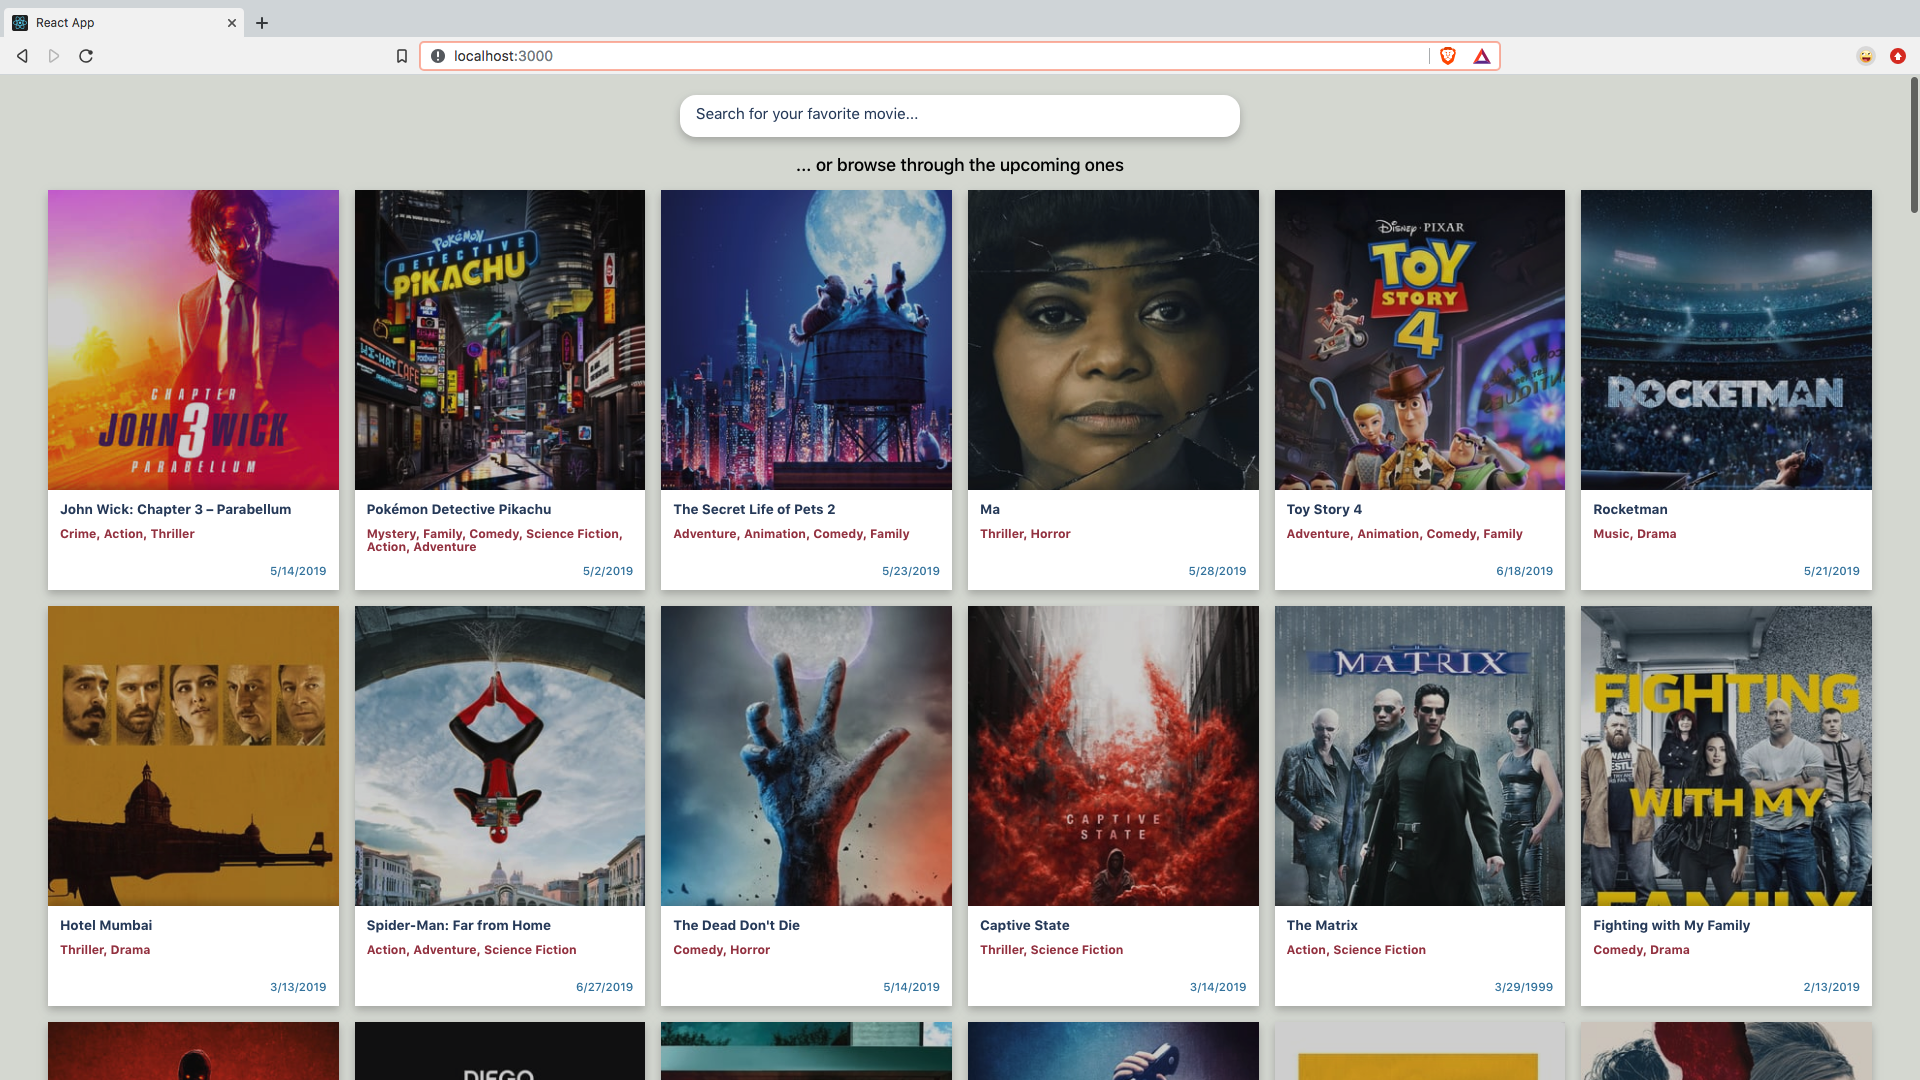 React App
localhost:3000
Search for your favorite movie...
... or browse through the upcoming ones
CHAPTER
JOHN 3 WICK
PARABELLUM
POKÉMON
DETECTIVE
PIKACHU
HI-HAT CAFE
DISNEY · PIXAR
TOY
STORY
4
ROCKETMAN
John Wick: Chapter 3 – Parabellum
Crime, Action, Thriller
5/14/2019
Pokémon Detective Pikachu
Mystery, Family, Comedy, Science Fiction,
Action, Adventure
5/2/2019
The Secret Life of Pets 2
Adventure, Animation, Comedy, Family
5/23/2019
Ma
Thriller, Horror
5/28/2019
Toy Story 4
Adventure, Animation, Comedy, Family
6/18/2019
Rocketman
Music, Drama
5/21/2019
CAPTIVE
STATE
MATRIX
FIGHTING
WITH MY
FAMILY
Hotel Mumbai
Thriller, Drama
3/13/2019
Spider-Man: Far from Home
Action, Adventure, Science Fiction
6/27/2019
The Dead Don't Die
Comedy, Horror
5/14/2019
Captive State
Thriller, Science Fiction
3/14/2019
The Matrix
Action, Science Fiction
3/29/1999
Fighting with My Family
Comedy, Drama
2/13/2019
DIEGO